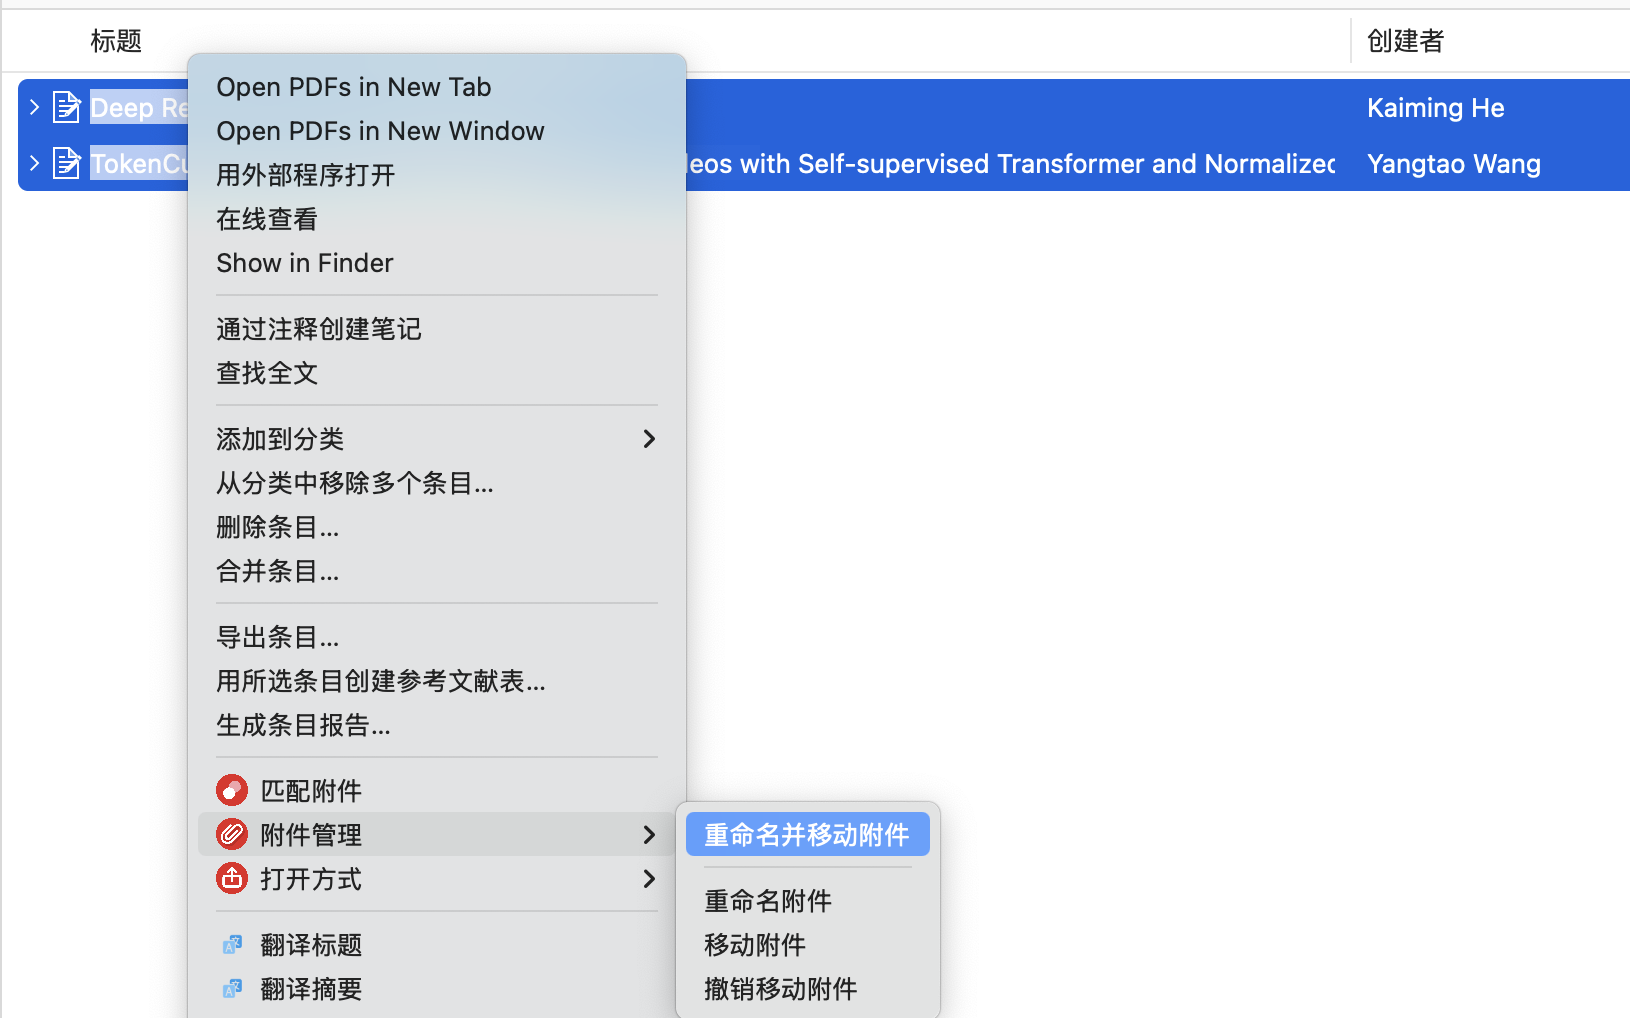 标题
创建者
Deep Re
Kaiming He
TokenCu
deos with Self-supervised Transformer and Normalized
Yangtao Wang
Open PDFs in New Tab
Open PDFs in New Window
用外部程序打开
在线查看
Show in Finder
通过注释创建笔记
查找全文
添加到分类
从分类中移除多个条目...
删除条目...
合并条目...
导出条目...
用所选条目创建参考文献表...
生成条目报告...
匹配附件
附件管理
打开方式
翻译标题
翻译摘要
重命名并移动附件
重命名附件
移动附件
撤销移动附件